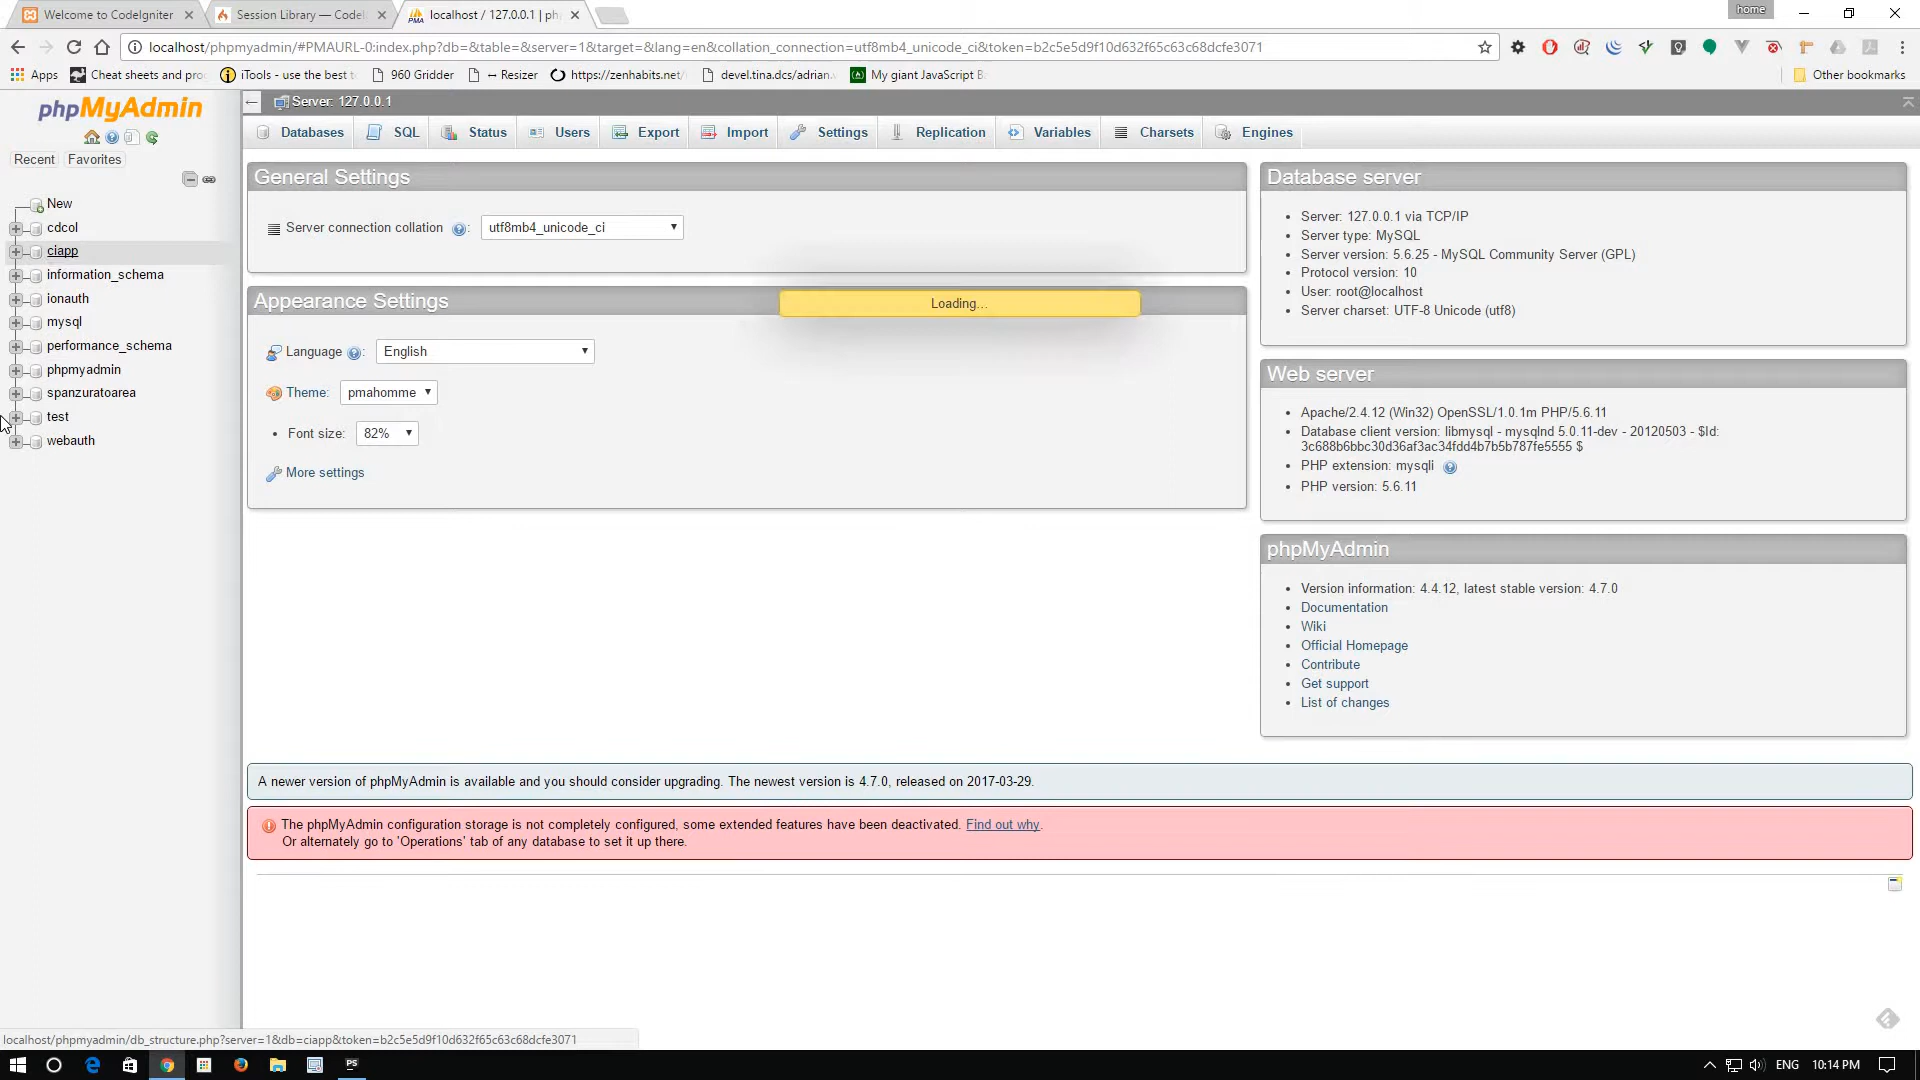 Welcome to CodeIgniter
Session Library — CodeI
localhost / 127.0.0.1 | ph
home
localhost/phpmyadmin/#PMAURL-0:index.php?db=&table=&server=1&target=&lang=en&collation_connection=utf8mb4_unicode_ci&token=b2c5e5d9f10d632f65c63c68dcfe3071
Apps
Cheat sheets and pro
iTools - use the best t
960 Gridder
↔ Resizer
https://zenhabits.net/
devel.tina.dcs/adrian.
My giant JavaScript B
Other bookmarks
phpMyAdmin
Recent
Favorites
New
cdcol
ciapp
information_schema
ionauth
mysql
performance_schema
phpmyadmin
spanzuratoarea
test
webauth
Server: 127.0.0.1
Databases
SQL
Status
Users
Export
Import
Settings
Replication
Variables
Charsets
Engines
General Settings
Server connection collation
:
utf8mb4_unicode_ci
Appearance Settings
Loading...
Language
:
English
Theme:
pmahomme
• Font size:
82%
More settings
Database server
• Server: 127.0.0.1 via TCP/IP
• Server type: MySQL
• Server version: 5.6.25 - MySQL Community Server (GPL)
• Protocol version: 10
• User: root@localhost
• Server charset: UTF-8 Unicode (utf8)
Web server
• Apache/2.4.12 (Win32) OpenSSL/1.0.1m PHP/5.6.11
• Database client version: libmysql - mysqlnd 5.0.11-dev - 20120503 - $Id:
3c688b6bbc30d36af3ac34fdd4b7b5b787fe5555 $
• PHP extension: mysqli
• PHP version: 5.6.11
phpMyAdmin
• Version information: 4.4.12, latest stable version: 4.7.0
• Documentation
• Wiki
• Official Homepage
• Contribute
• Get support
• List of changes
A newer version of phpMyAdmin is available and you should consider upgrading. The newest version is 4.7.0, released on 2017-03-29.
The phpMyAdmin configuration storage is not completely configured, some extended features have been deactivated. Find out why.
Or alternately go to 'Operations' tab of any database to set it up there.
localhost/phpmyadmin/db_structure.php?server=1&db=ciapp&token=b2c5e5d9f10d632f65c63c68dcfe3071
PS
ENG
10:14 PM